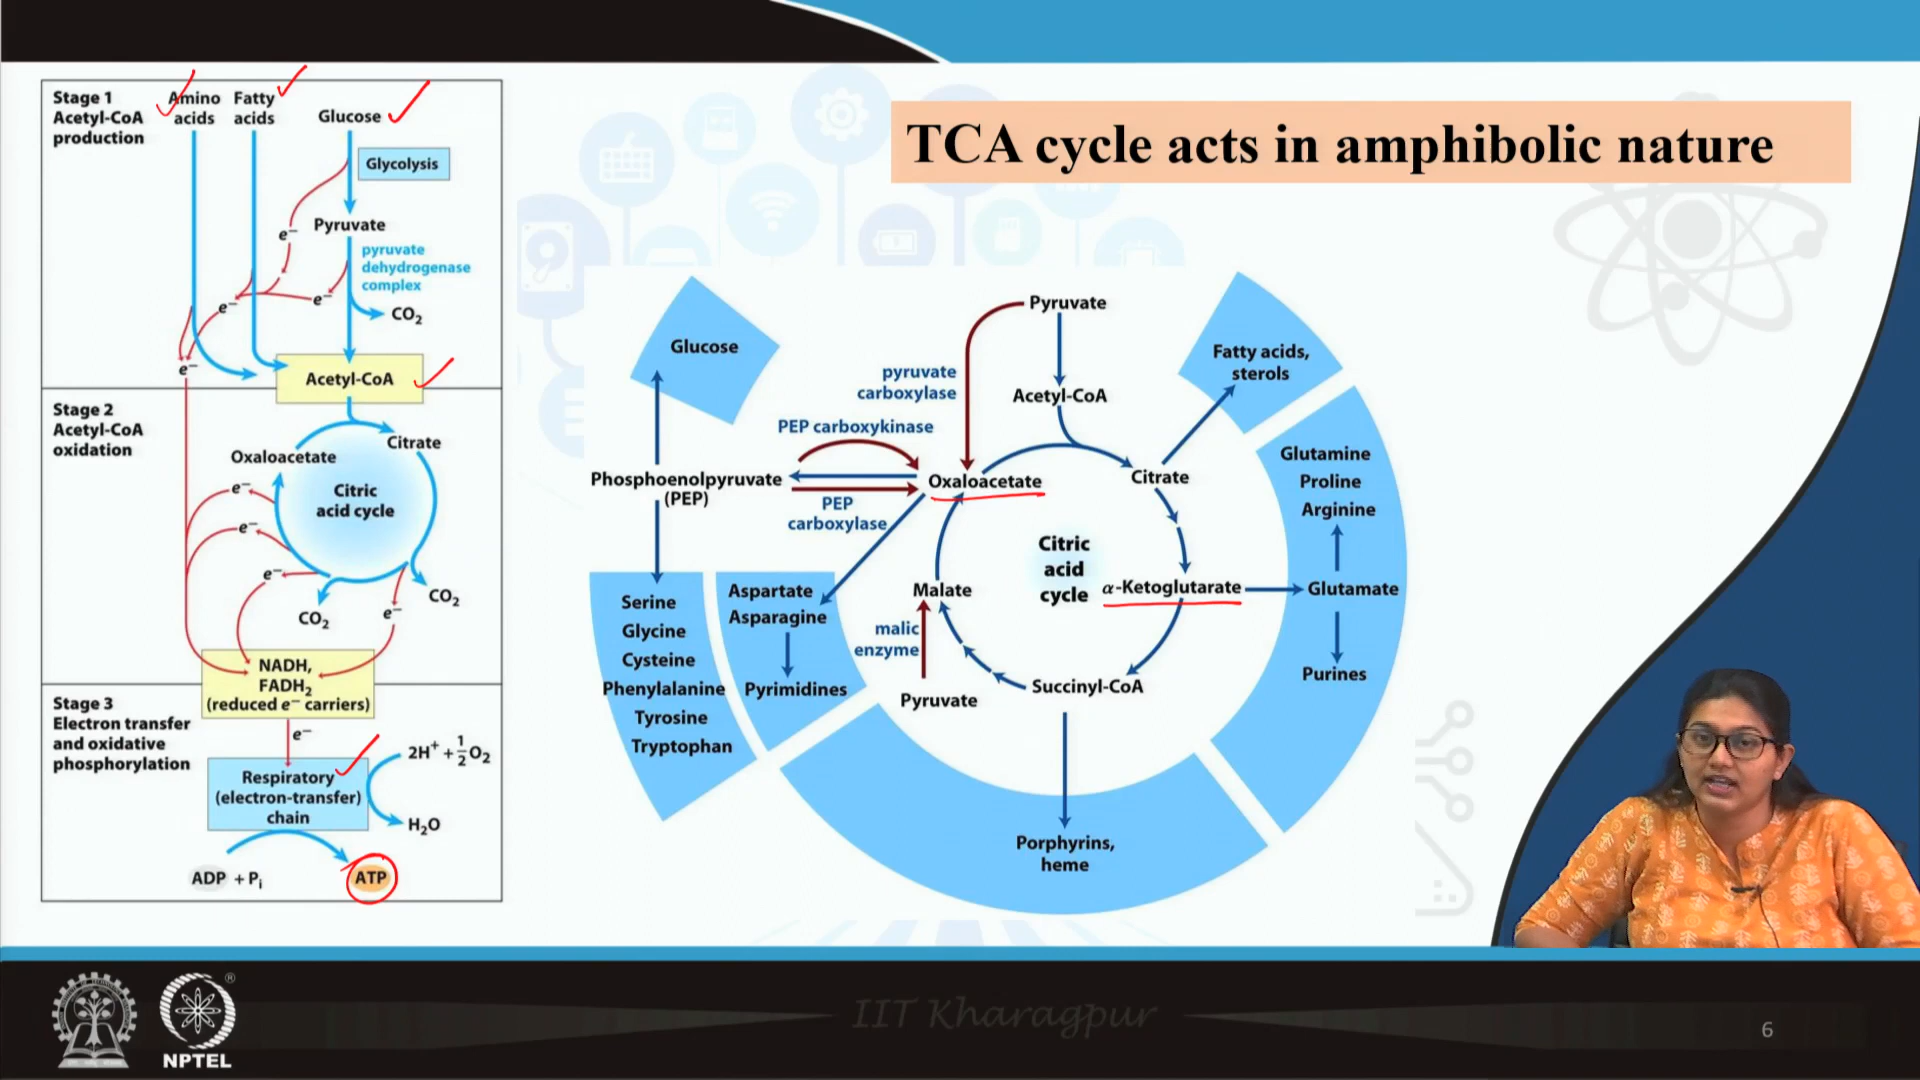 TCA cycle acts in amphibolic nature
Stage 1
Acetyl-CoA
production
Amino
acids
Fatty
acids
Glucose
Glycolysis
e⁻
Pyruvate
pyruvate
dehydrogenase
complex
e⁻
e⁻
CO₂
e⁻
Acetyl-CoA
Stage 2
Acetyl-CoA
oxidation
Citrate
Oxaloacetate
Citric
acid cycle
e⁻
e⁻
e⁻
CO₂
e⁻
CO₂
NADH,
FADH₂
(reduced e⁻ carriers)
Stage 3
Electron transfer
and oxidative
phosphorylation
e⁻
2H⁺ + 1/2 O₂
Respiratory
(electron-transfer)
chain
H₂O
ADP + Pᵢ
ATP
Pyruvate
Glucose
Fatty acids,
sterols
pyruvate
carboxylase
Acetyl-CoA
PEP carboxykinase
Phosphoenolpyruvate
(PEP)
Oxaloacetate
Citrate
PEP
carboxylase
Glutamine
Proline
Arginine
Citric
acid
cycle
Malate
α-Ketoglutarate
Glutamate
Serine
Glycine
Cysteine
Phenylalanine
Tyrosine
Tryptophan
Aspartate
Asparagine
Pyrimidines
malic
enzyme
Pyruvate
Succinyl-CoA
Purines
Porphyrins,
heme
IIT Kharagpur
®
NPTEL
6